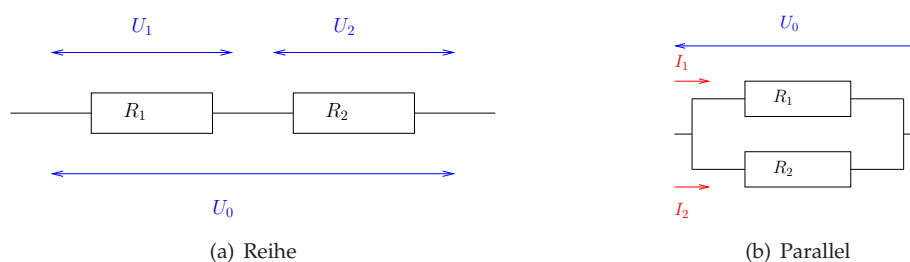 U₁ U₂
R₁ R₂
U₀
(a) Reihe
U₀
I₁
R₁
R₂
I₂
(b) Parallel